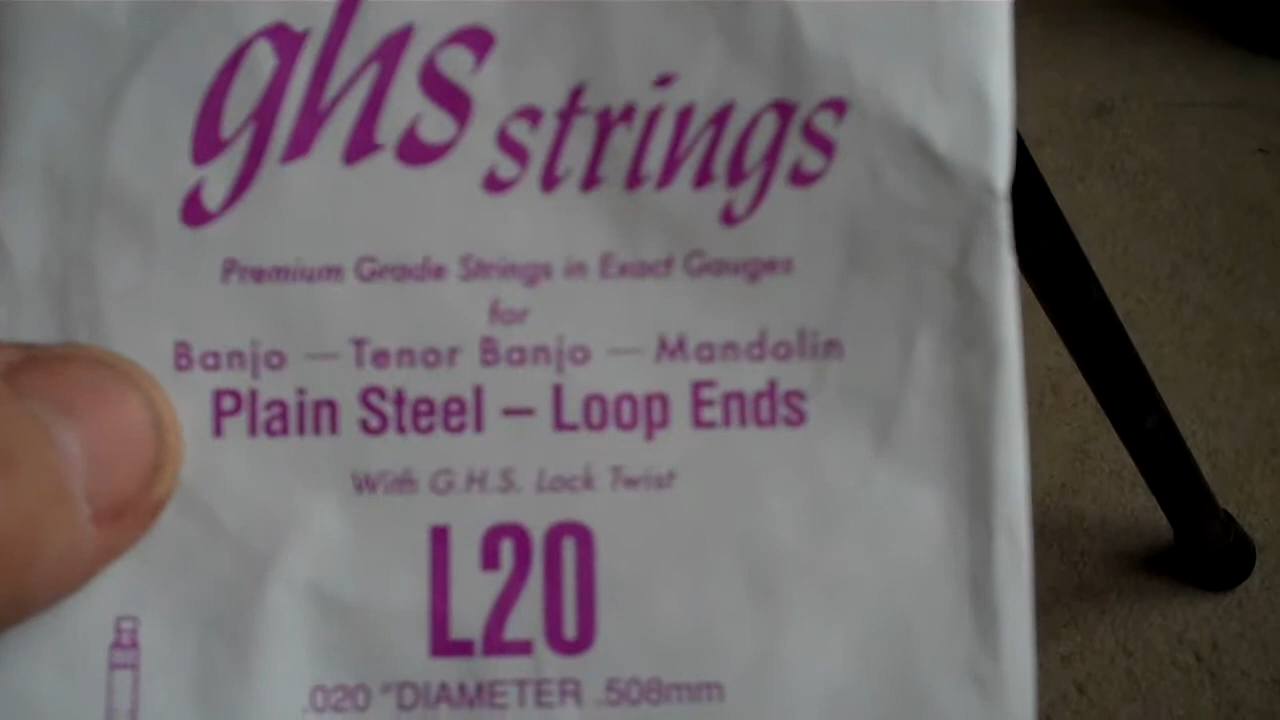 ghs strings
Premium Grade Strings in Exact Gauges
for
Banjo — Tenor Banjo — Mandolin
Plain Steel – Loop Ends
With G.H.S. Lock Twist
L20
.020 "DIAMETER .508mm